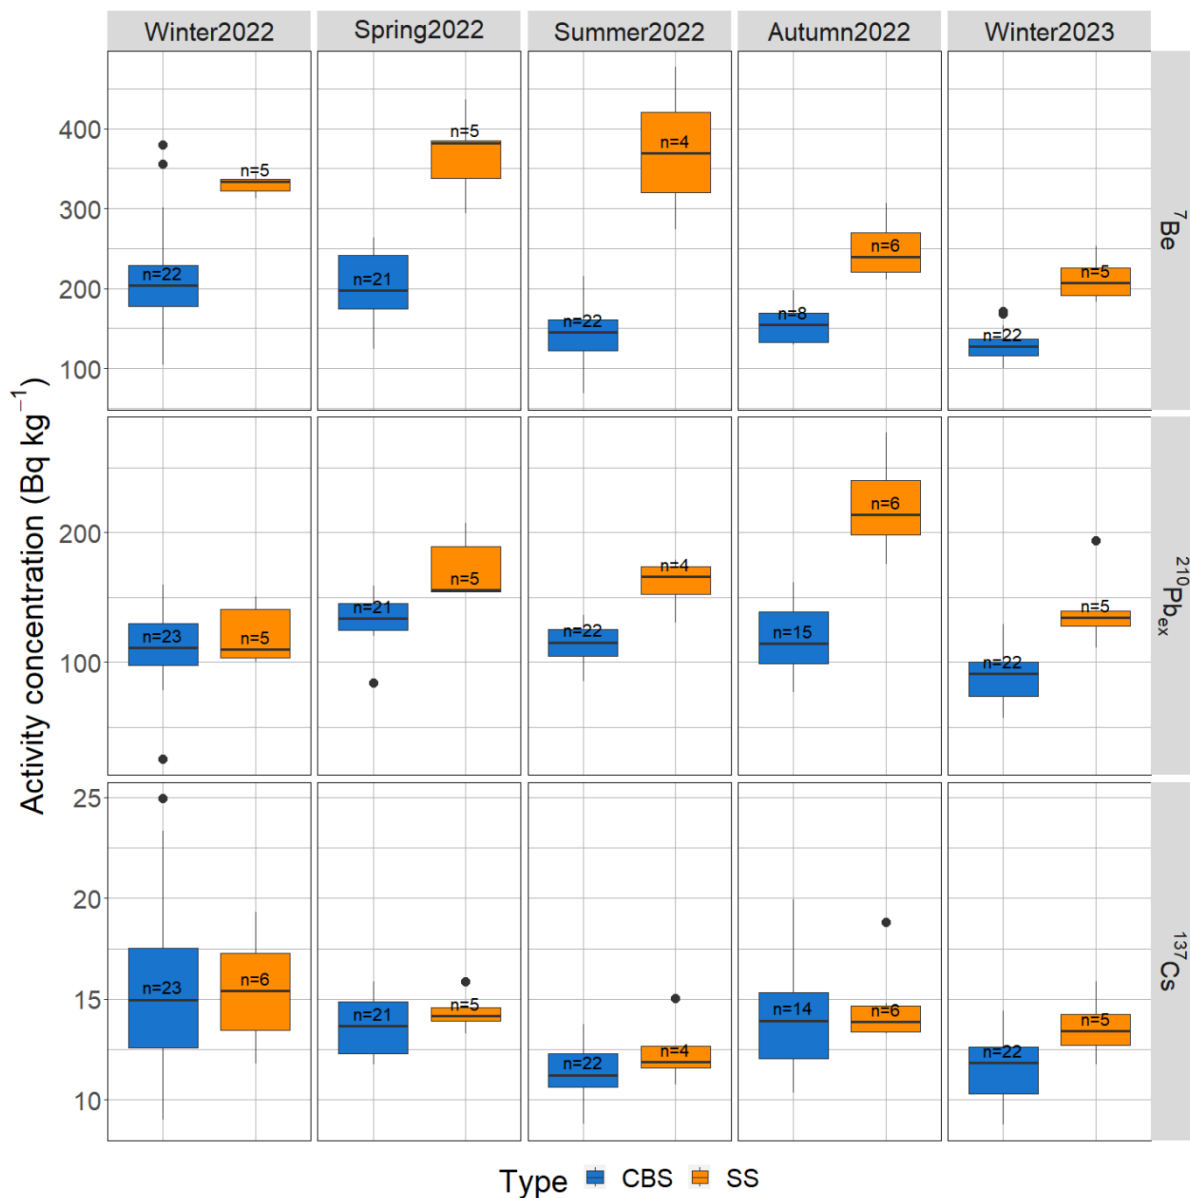 Winter2022 Spring2022 Summer2022 Autumn2022 Winter2023
Activity concentration (Bq kg⁻¹)
400
300
200
100
n=22 n=5 n=21 n=5 n=22 n=4 n=8 n=6 n=22 n=5
⁷Be
200
100
n=23 n=5 n=21 n=5 n=22 n=4 n=15 n=6 n=22 n=5
²¹⁰Pbₑₓ
25
20
15
10
n=23 n=6 n=21 n=5 n=22 n=4 n=14 n=6 n=22 n=5
¹³⁷Cs
Type CBS SS